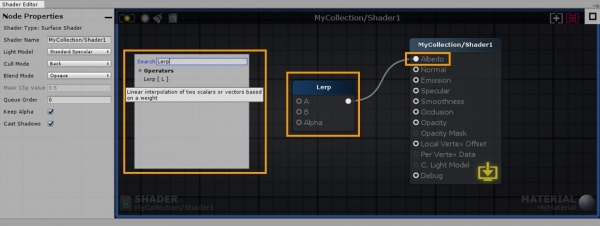 Shader Editor
Node Properties
Shader Type: Surface Shader
Shader Name MyCollection/Shader1
Light Model Standard Specular
Cull Mode Back
Blend Mode Opaque
Mask Clip Value 0.5
Queue Order 0
Keep Alpha
Cast Shadows
MyCollection/Shader1
Search Lerp
Operators
Lerp [ L ]
Linear interpolation of two scalars or vectors based
on a weight
Lerp
A
B
Alpha
MyCollection/Shader1
Albedo
Normal
Emission
Specular
Smoothness
Occlusion
Opacity
Opacity Mask
Local Vertex Offset
Per Vertex Data
C. Light Model
Debug
SHADER
MyCollection/Shader1
MATERIAL
MyMaterial